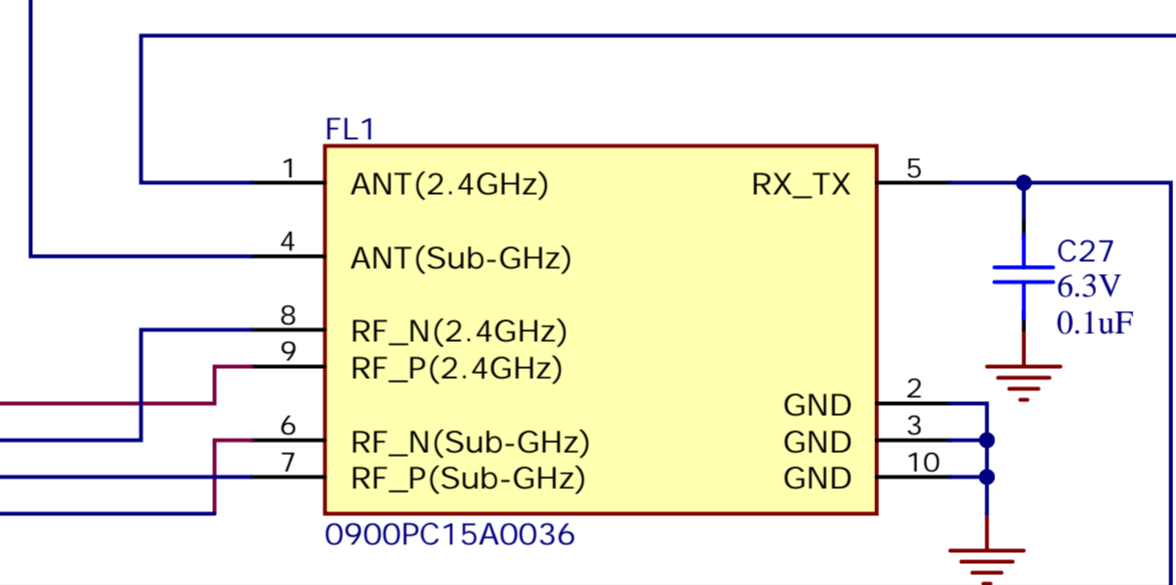 FL1
1 ANT(2.4GHz) RX_TX 5
4 ANT(Sub-GHz)
C27
6.3V
0.1uF
8 RF_N(2.4GHz)
9 RF_P(2.4GHz)
GND 2
6 RF_N(Sub-GHz) GND 3
7 RF_P(Sub-GHz) GND 10
0900PC15A0036